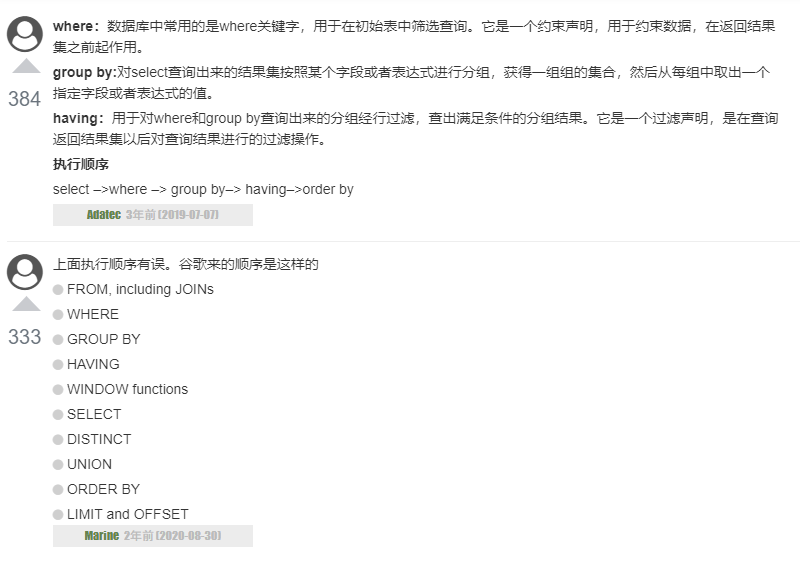 where：数据库中常用的是where关键字，用于在初始表中筛选查询。它是一个约束声明，用于约束数据，在返回结果
集之前起作用。
group by:对select查询出来的结果集按照某个字段或者表达式进行分组，获得一组组的集合，然后从每组中取出一个
指定字段或者表达式的值。
384
having：用于对where和group by查询出来的分组经行过滤，查出满足条件的分组结果。它是一个过滤声明，是在查询
返回结果集以后对查询结果进行的过滤操作。
执行顺序
select –>where –> group by–> having–>order by
Adatec 3年前 (2019-07-07)
上面执行顺序有误。谷歌来的顺序是这样的
FROM, including JOINs
WHERE
333
GROUP BY
HAVING
WINDOW functions
SELECT
DISTINCT
UNION
ORDER BY
LIMIT and OFFSET
Marine 2年前 (2020-08-30)